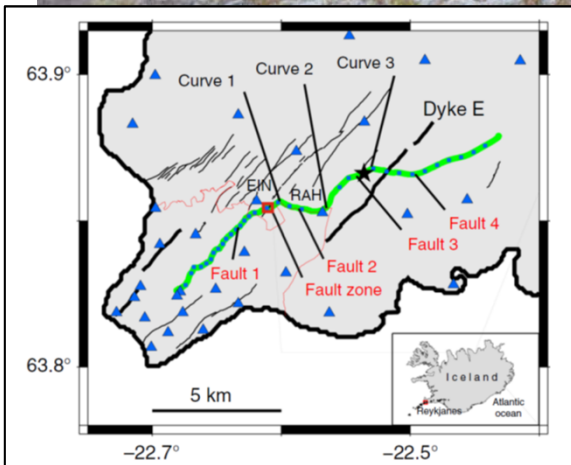 63.9°
Curve 1
Curve 2
Curve 3
Dyke E
EIN
RAH
Fault 4
Fault 3
Fault 1
Fault 2
Fault zone
63.8°
5 km
Iceland
Reykjanes
Atlantic
ocean
−22.7°
−22.5°